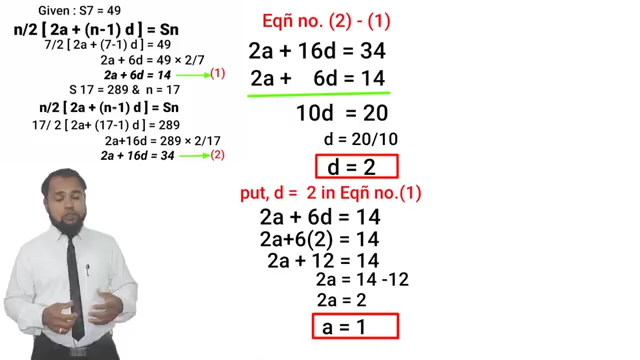 Given : S7 = 49
n/2 [ 2a + (n-1) d ] = Sn
7/2 [ 2a + (7-1) d ] = 49
2a + 6d = 49 × 2/7
2a + 6d = 14 (1)
S 17 = 289 & n = 17
n/2 [ 2a + (n-1) d ] = Sn
17/ 2 [ 2a+ (17-1) d ] = 289
2a+16d = 289 × 2/17
2a + 16d = 34 (2)
Eqñ no. (2) - (1)
2a + 16d = 34
2a + 6d = 14
10d = 20
d = 20/10
d = 2
put, d = 2 in Eqñ no.(1)
2a + 6d = 14
2a+6(2) = 14
2a + 12 = 14
2a = 14 -12
2a = 2
a = 1